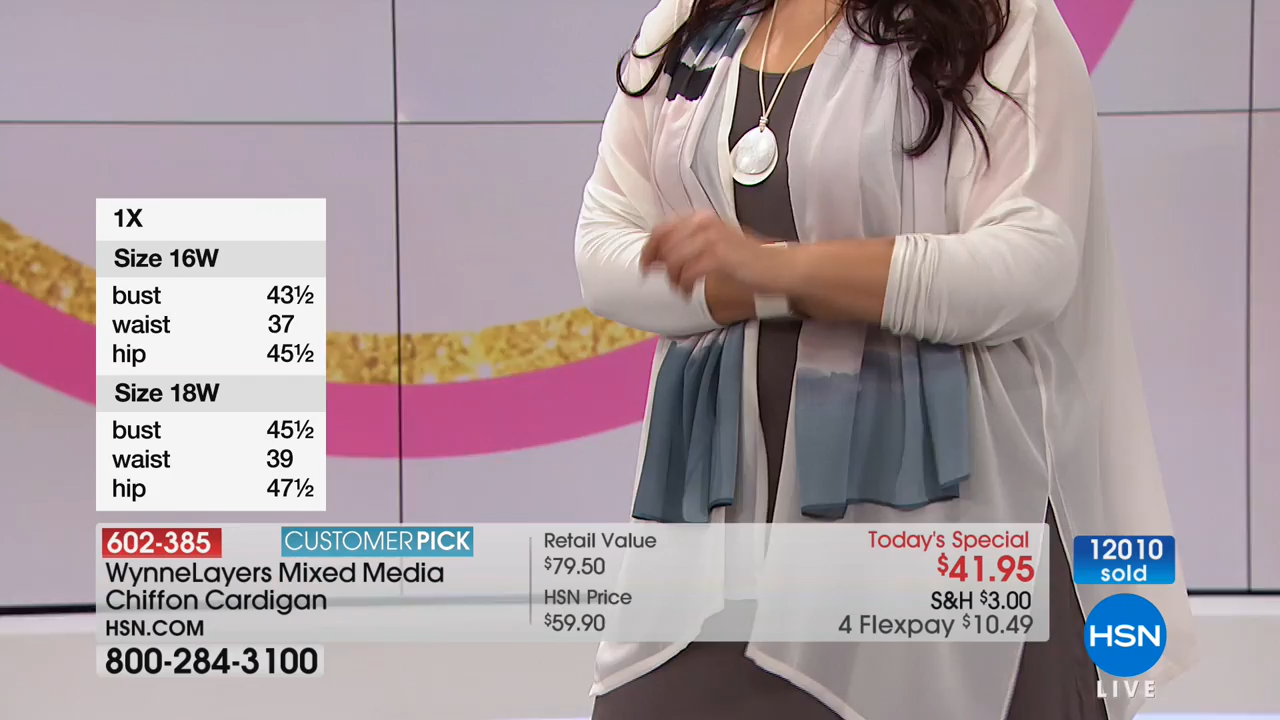 1X
Size 16W
bust 43½
waist 37
hip 45½
Size 18W
bust 45½
waist 39
hip 47½
602-385
CUSTOMER PICK
WynneLayers Mixed Media
Chiffon Cardigan
HSN.COM
800-284-3100
Retail Value
$79.50
HSN Price
$59.90
Today's Special
$41.95
S&H $3.00
4 Flexpay $10.49
12010
sold
HSN
LIVE